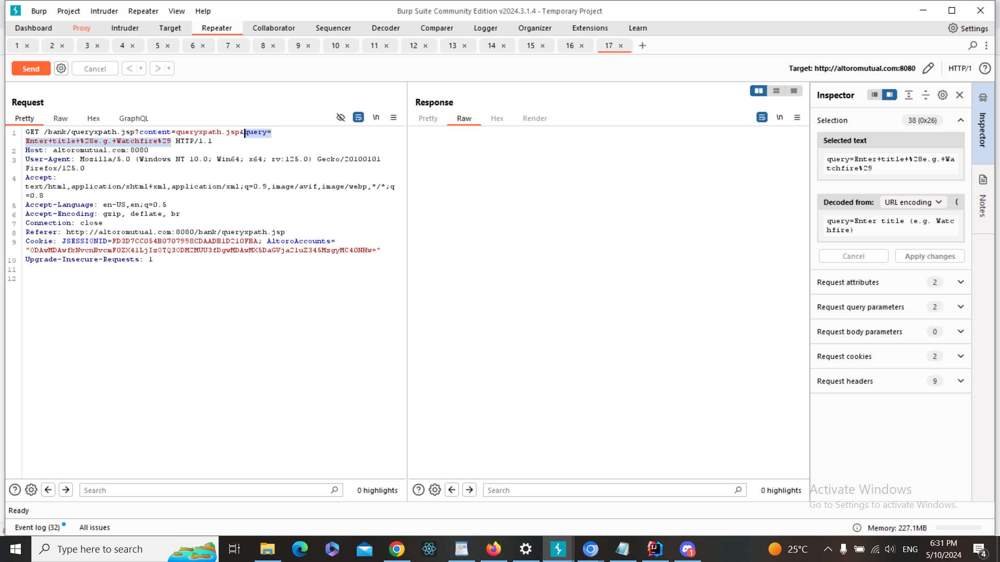 Burp Project Intruder Repeater View Help Burp Suite Community Edition v2024.3.1.4 - Temporary Project
Dashboard Proxy Intruder Target Repeater Collaborator Sequencer Decoder Comparer Logger Organizer Extensions Learn Settings
1 × 2 × 3 × 4 × 5 × 6 × 7 × 8 × 9 × 10 × 11 × 12 × 13 × 14 × 15 × 16 × 17 × +
Send Cancel < > Target: http://altoromutual.com:8080 HTTP/1
Request
Pretty Raw Hex GraphQL \n
1 GET /bank/queryxpath.jsp?content=queryxpath.jsp&query=
Enter+title+%28e.g.+Watchfire%29 HTTP/1.1
2 Host: altoromutual.com:8080
3 User-Agent: Mozilla/5.0 (Windows NT 10.0; Win64; x64; rv:125.0) Gecko/20100101
Firefox/125.0
4 Accept:
text/html,application/xhtml+xml,application/xml;q=0.9,image/avif,image/webp,*/*;q
=0.8
5 Accept-Language: en-US,en;q=0.5
6 Accept-Encoding: gzip, deflate, br
7 Connection: close
8 Referer: http://altoromutual.com:8080/bank/queryxpath.jsp
9 Cookie: JSESSIONID=FD3D7CC054B0707998CDAADB1D210FBA; AltoroAccounts=
10 Upgrade-Insecure-Requests: 1
11
12
Search 0 highlights
Response
Pretty Raw Hex Render \n
Search 0 highlights
Inspector
Selection 38 (0x26)
Selected text
query=Enter+title+%28e.g.+Wa
tchfire%29
Decoded from: URL encoding
query=Enter title (e.g. Watc
hfire)
Cancel Apply changes
Request attributes 2
Request query parameters 2
Request body parameters 0
Request cookies 2
Request headers 9
Inspector
Notes
Activate Windows
Go to Settings to activate Windows.
Ready
Event log (32) All issues Memory: 227.1MB
Type here to search 25°C ENG 6:31 PM
5/10/2024 4